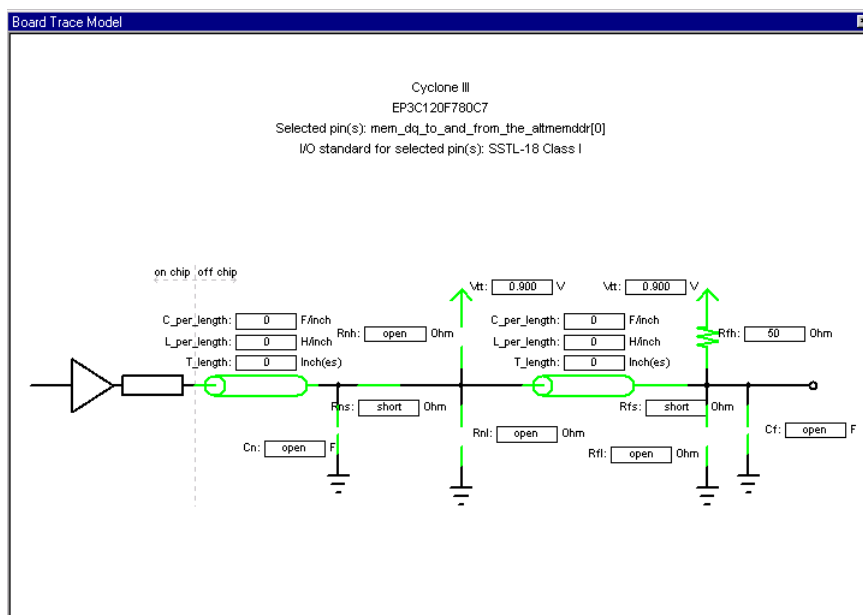 Board Trace Model
Cyclone III
EP3C120F780C7
Selected pin(s): mem_dq_to_and_from_the_altmemddr[0]
I/O standard for selected pin(s): SSTL-18 Class I
on chip off chip
Vtt: 0.900 V
Vtt: 0.900 V
C_per_length: 0 F/inch
L_per_length: 0 H/inch
T_length: 0 Inch(es)
Rnh: open Ohm
C_per_length: 0 F/inch
L_per_length: 0 H/inch
T_length: 0 Inch(es)
Rfh: 50 Ohm
Rns: short Ohm
Rfs: short Ohm
Cn: open F
Rnl: open Ohm
Rfl: open Ohm
Cf: open F